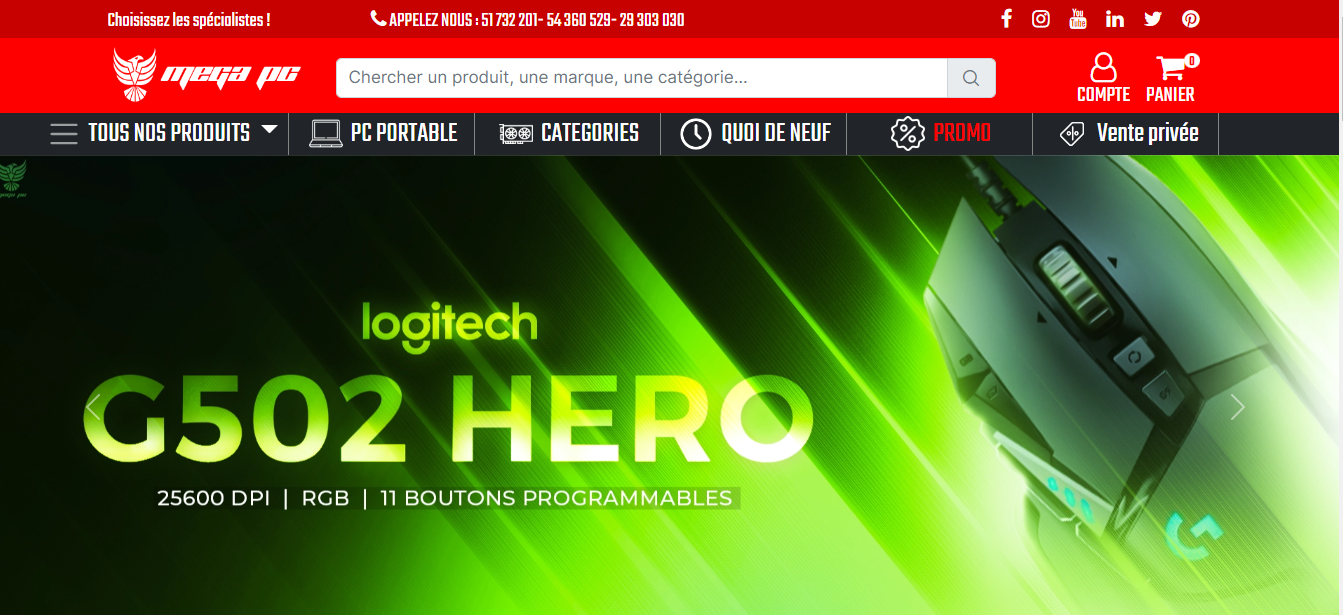 Choisissez les spécialistes !
APPELEZ NOUS : 51 732 201- 54 360 529- 29 303 030
You
Tube
MEGA PC
Chercher un produit, une marque, une catégorie...
0
COMPTE
PANIER
TOUS NOS PRODUITS
PC PORTABLE
CATEGORIES
QUOI DE NEUF
PROMO
Vente privée
logitech
G502 HERO
25600 DPI | RGB | 11 BOUTONS PROGRAMMABLES